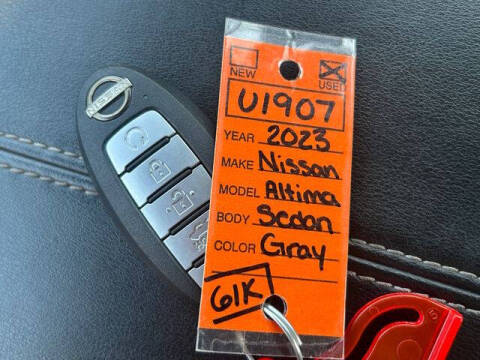 NISSAN
NEW
USED
U1907
YEAR 2023
MAKE Nissan
MODEL Altima
BODY Sedan
COLOR Gray
61K